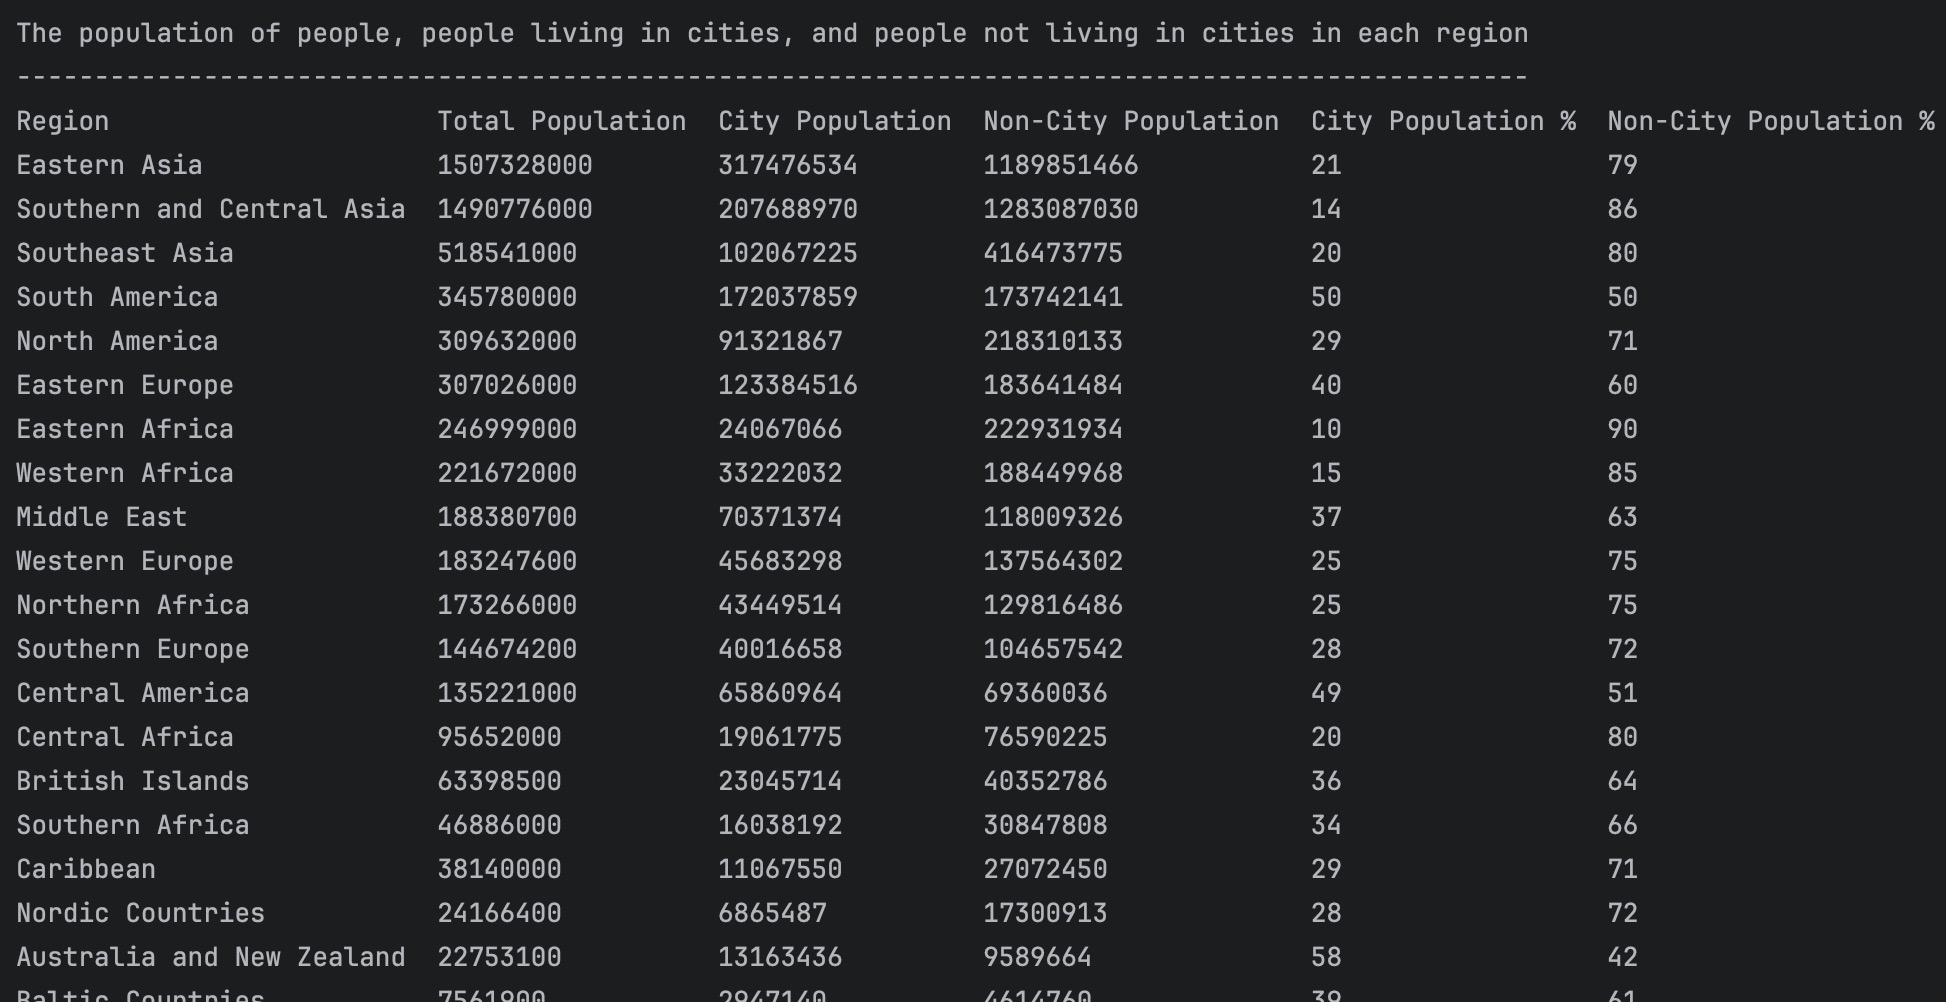 The population of people, people living in cities, and people not living in cities in each region
-------------------------------------------------------------------------------------------------
Region Total Population City Population Non-City Population City Population % Non-City Population %
Eastern Asia 1507328000 317476534 1189851466 21 79
Southern and Central Asia 1490776000 207688970 1283087030 14 86
Southeast Asia 518541000 102067225 416473775 20 80
South America 345780000 172037859 173742141 50 50
North America 309632000 91321867 218310133 29 71
Eastern Europe 307026000 123384516 183641484 40 60
Eastern Africa 246999000 24067066 222931934 10 90
Western Africa 221672000 33222032 188449968 15 85
Middle East 188380700 70371374 118009326 37 63
Western Europe 183247600 45683298 137564302 25 75
Northern Africa 173266000 43449514 129816486 25 75
Southern Europe 144674200 40016658 104657542 28 72
Central America 135221000 65860964 69360036 49 51
Central Africa 95652000 19061775 76590225 20 80
British Islands 63398500 23045714 40352786 36 64
Southern Africa 46886000 16038192 30847808 34 66
Caribbean 38140000 11067550 27072450 29 71
Nordic Countries 24166400 6865487 17300913 28 72
Australia and New Zealand 22753100 13163436 9589664 58 42
Baltic Countries 7561900 2947140 4614760 39 61